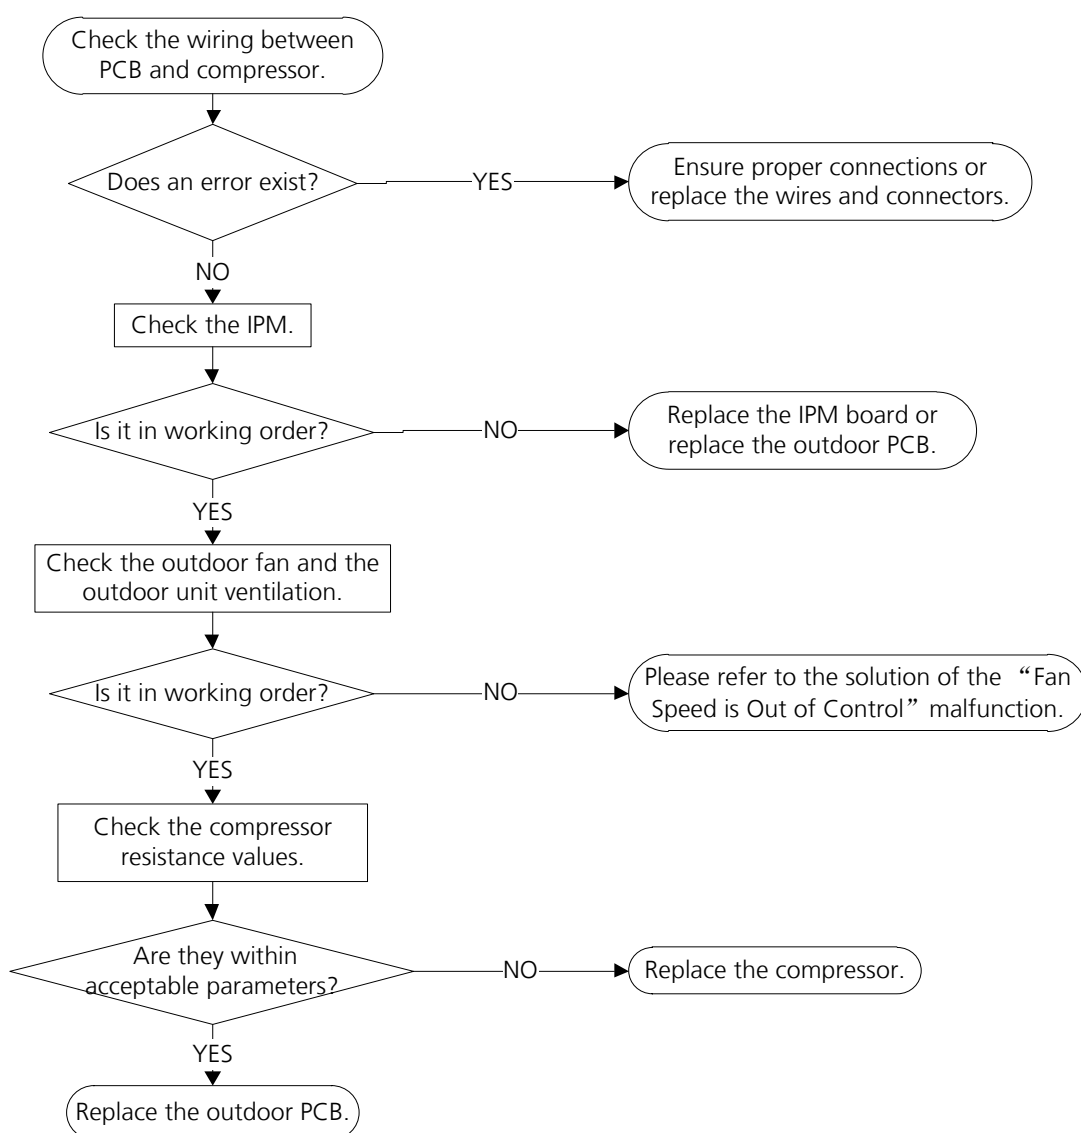 Check the wiring between
PCB and compressor.
Does an error exist?
YES
Ensure proper connections or
replace the wires and connectors.
NO
Check the IPM.
Is it in working order?
NO
Replace the IPM board or
replace the outdoor PCB.
YES
Check the outdoor fan and the
outdoor unit ventilation.
Is it in working order?
NO
Please refer to the solution of the “Fan
Speed is Out of Control” malfunction.
YES
Check the compressor
resistance values.
Are they within
acceptable parameters?
NO
Replace the compressor.
YES
Replace the outdoor PCB.